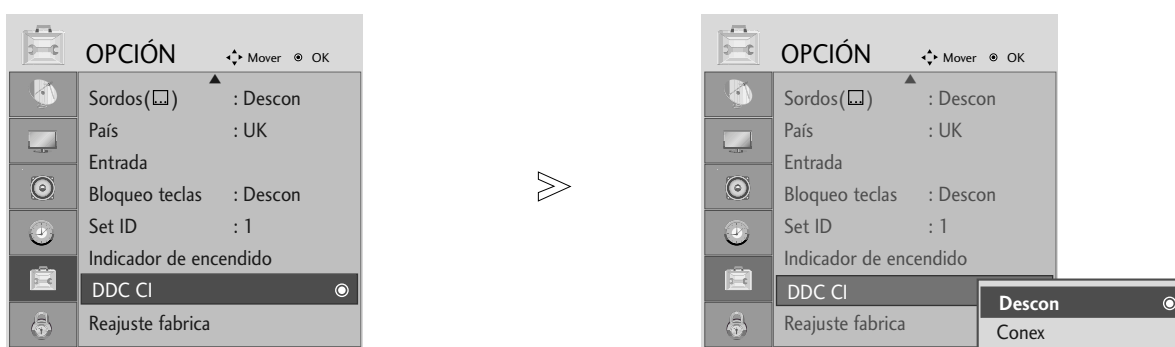 OPCIÓN Mover OK
Sordos( ) : Descon
País : UK
Entrada
Bloqueo teclas : Descon
Set ID : 1
Indicador de encendido
DDC CI
Reajuste fabrica
OPCIÓN Mover OK
Sordos( ) : Descon
País : UK
Entrada
Bloqueo teclas : Descon
Set ID : 1
Indicador de encendido
DDC CI
Reajuste fabrica
Descon
Conex